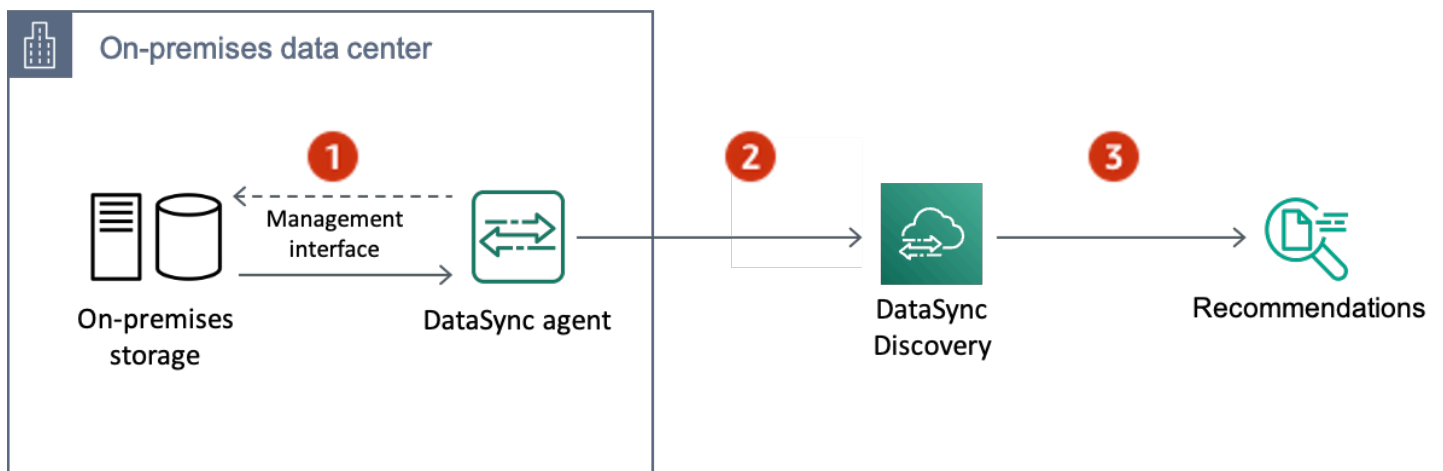 On-premises data center
1
2
3
Management
interface
On-premises
storage
DataSync agent
DataSync
Discovery
Recommendations